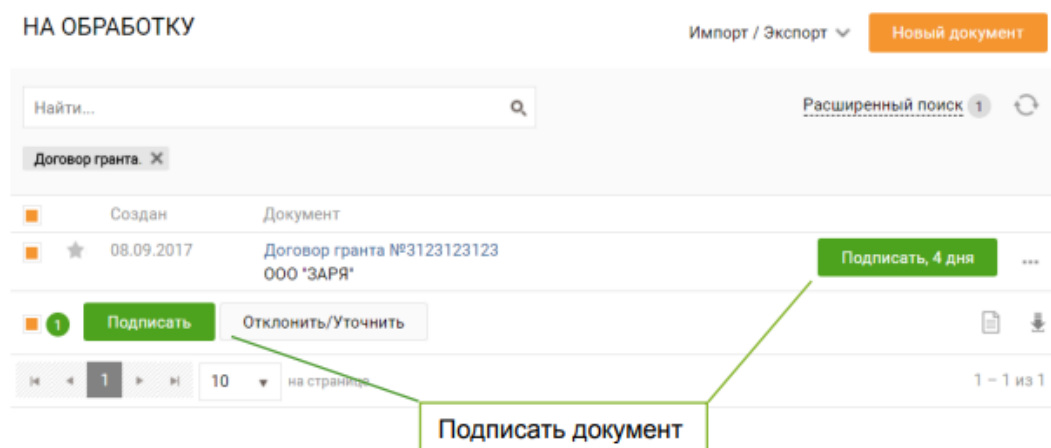 НА ОБРАБОТКУ
Импорт / Экспорт
Новый документ
Найти...
Расширенный поиск 1
Договор гранта.
Создан Документ
08.09.2017 Договор гранта №3123123123
ООО "ЗАРЯ"
Подписать, 4 дня
1 Подписать Отклонить/Уточнить
1 10 на странице 1 – 1 из 1
Подписать документ